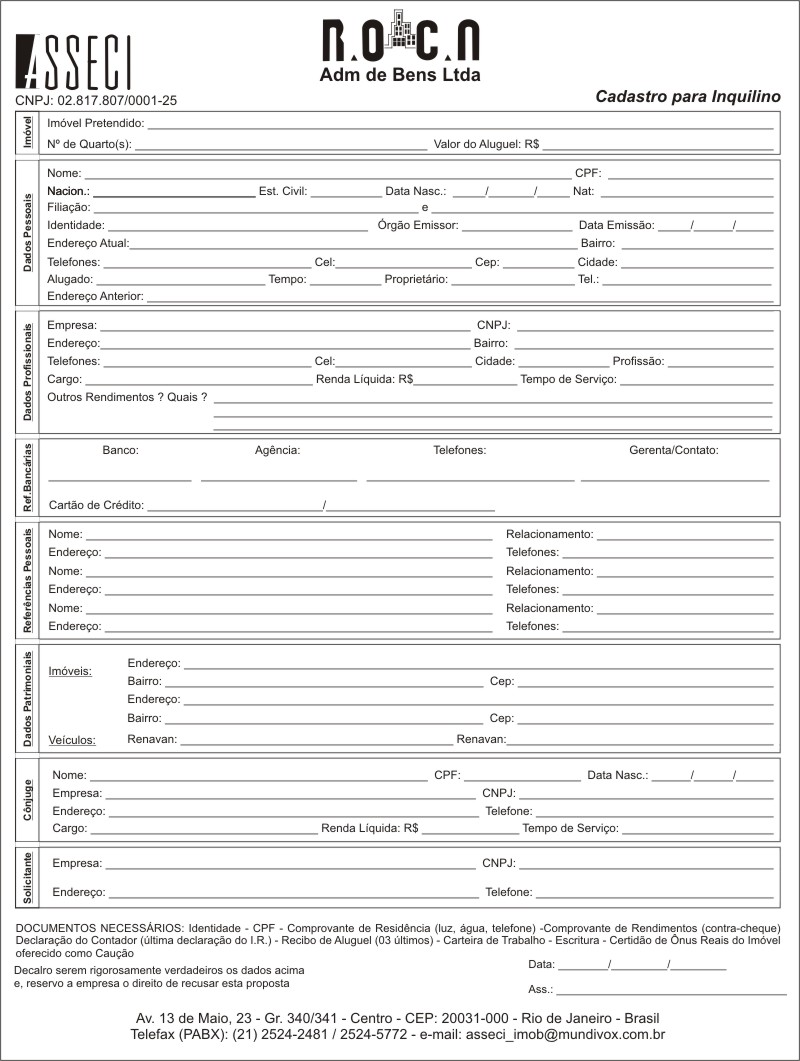 ASSECI
R.O C.N
Adm de Bens Ltda
CNPJ: 02.817.807/0001-25
Cadastro para Inquilino
Imóvel
Imóvel Pretendido:
Nº de Quarto(s): Valor do Aluguel: R$
Dados Pessoais
Nome: CPF:
Nacion.: Est. Civil: Data Nasc.: / / Nat:
Filiação: e
Identidade: Órgão Emissor: Data Emissão: / /
Endereço Atual: Bairro:
Telefones: Cel: Cep: Cidade:
Alugado: Tempo: Proprietário: Tel.:
Endereço Anterior:
Dados Profissionais
Empresa: CNPJ:
Endereço: Bairro:
Telefones: Cel: Cidade: Profissão:
Cargo: Renda Líquida: R$ Tempo de Serviço:
Outros Rendimentos ? Quais ?
Ref.Bancárias
Banco: Agência: Telefones: Gerenta/Contato:
Cartão de Crédito: /
Referências Pessoais
Nome: Relacionamento:
Endereço: Telefones:
Nome: Relacionamento:
Endereço: Telefones:
Nome: Relacionamento:
Endereço: Telefones:
Dados Patrimoniais
Imóveis: Endereço:
Bairro: Cep:
Endereço:
Bairro: Cep:
Veículos: Renavan: Renavan:
Cônjuge
Nome: CPF: Data Nasc.: / /
Empresa: CNPJ:
Endereço: Telefone:
Cargo: Renda Líquida: R$ Tempo de Serviço:
Solicitante
Empresa: CNPJ:
Endereço: Telefone:
DOCUMENTOS NECESSÁRIOS: Identidade - CPF - Comprovante de Residência (luz, água, telefone) -Comprovante de Rendimentos (contra-cheque)
Declaração do Contador (última declaração do I.R.) - Recibo de Aluguel (03 últimos) - Carteira de Trabalho - Escritura - Certidão de Ônus Reais do Imóvel
oferecido como Caução
Decalro serem rigorosamente verdadeiros os dados acima
e, reservo a empresa o direito de recusar esta proposta
Data: / /
Ass.:
Av. 13 de Maio, 23 - Gr. 340/341 - Centro - CEP: 20031-000 - Rio de Janeiro - Brasil
Telefax (PABX): (21) 2524-2481 / 2524-5772 - e-mail: asseci_imob@mundivox.com.br